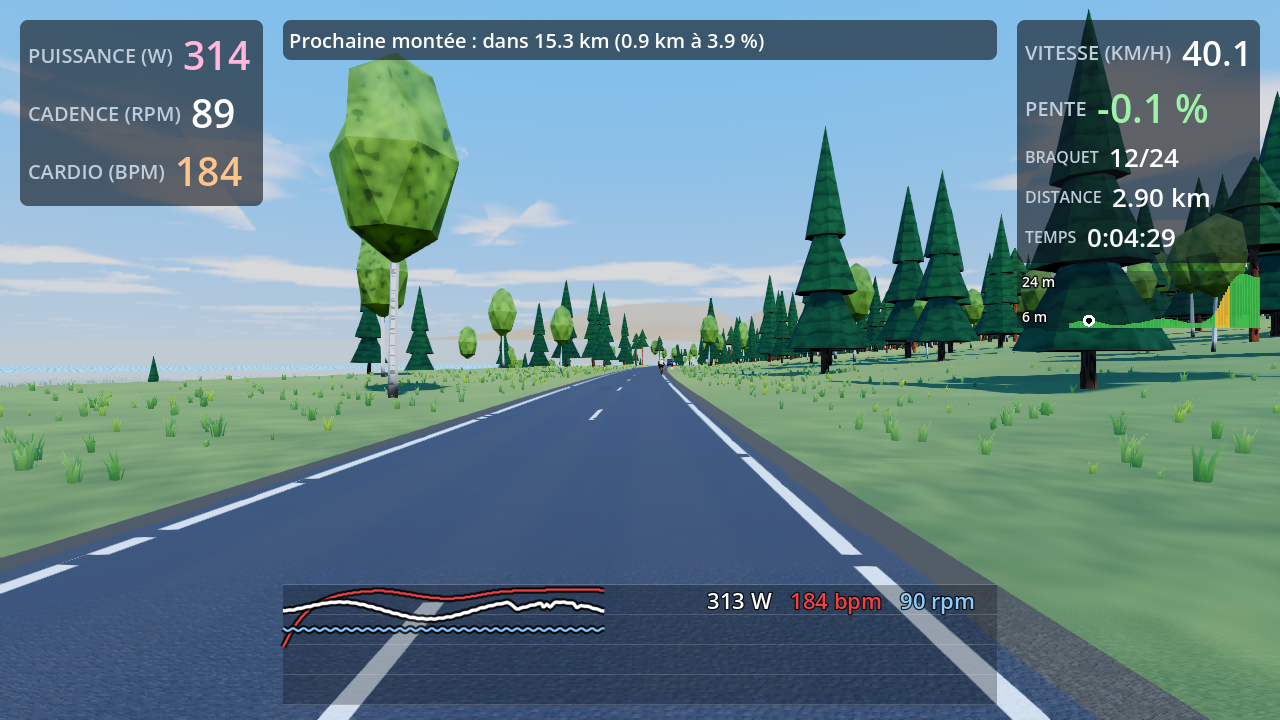 PUISSANCE (W) 314
CADENCE (RPM) 89
CARDIO (BPM) 184
Prochaine montée : dans 15.3 km (0.9 km à 3.9 %)
VITESSE (KM/H) 40.1
PENTE -0.1 %
BRAQUET 12/24
DISTANCE 2.90 km
TEMPS 0:04:29
24 m
6 m
313 W 184 bpm 90 rpm